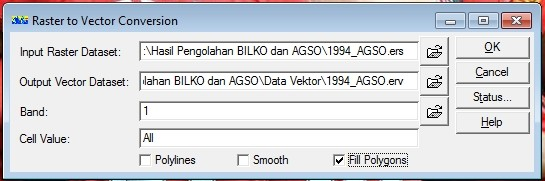 Raster to Vector Conversion
Input Raster Dataset: :\Hasil Pengolahan BILKO dan AGSO\1994_AGSO.ers OK
Output Vector Dataset: olahan BILKO dan AGSO\Data Vektor\1994_AGSO.erv Cancel
Status...
Band: 1
Help
Cell Value: All
Polylines Smooth Fill Polygons